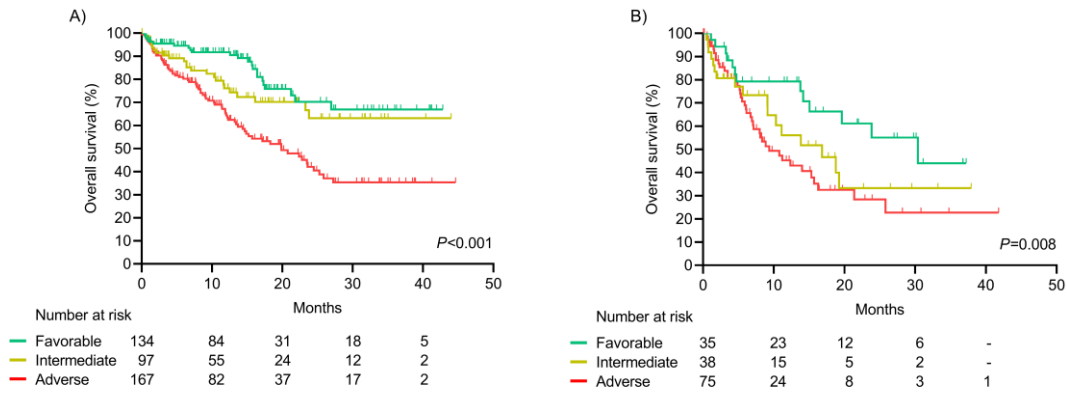 A)
Overall survival (%)
100
90
80
70
60
50
40
30
20
10
0
P<0.001
0 10 20 30 40 50
Months
Number at risk
Favorable 134 84 31 18 5
Intermediate 97 55 24 12 2
Adverse 167 82 37 17 2
B)
Overall survival (%)
100
90
80
70
60
50
40
30
20
10
0
P=0.008
0 10 20 30 40 50
Months
Number at risk
Favorable 35 23 12 6 -
Intermediate 38 15 5 2 -
Adverse 75 24 8 3 1